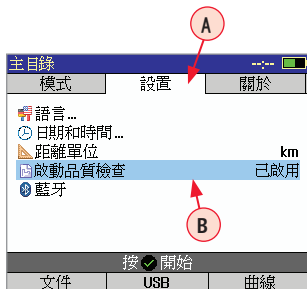 A
主目錄 --:--
模式 設置 關於
語言...
日期和時間...
距離單位 km
啟動品質檢查 已啟用
藍牙
B
按 開始
文件 USB 曲線